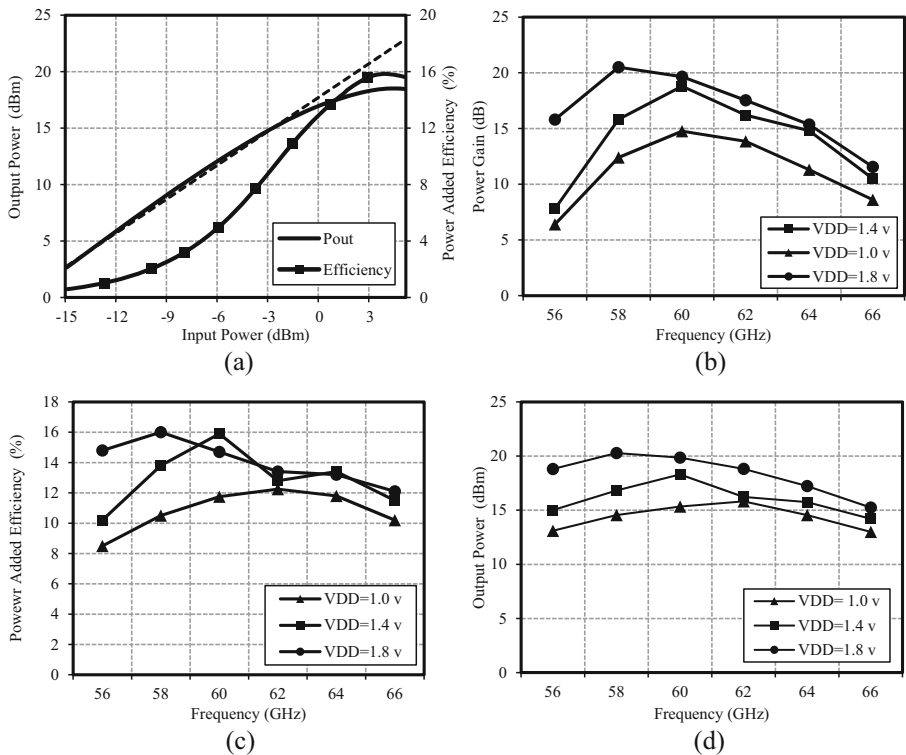 25
20
15
10
5
0
Output Power (dBm)
20
16
12
8
4
0
Power Added Efficiency (%)
Pout
Efficiency
-15 -12 -9 -6 -3 0 3
Input Power (dBm)
(a)
25
20
15
10
5
0
Power Gain (dB)
VDD=1.4 v
VDD=1.0 v
VDD=1.8 v
56 58 60 62 64 66
Frequency (GHz)
(b)
18
16
14
12
10
8
6
4
2
0
Powewr Added Efficiency (%)
VDD=1.0 v
VDD=1.4 v
VDD=1.8 v
56 58 60 62 64 66
Frequency (GHz)
(c)
25
20
15
10
5
0
Output Power (dBm)
VDD= 1.0 v
VDD=1.4 v
VDD=1.8 v
56 58 60 62 64 66
Frequency (GHz)
(d)